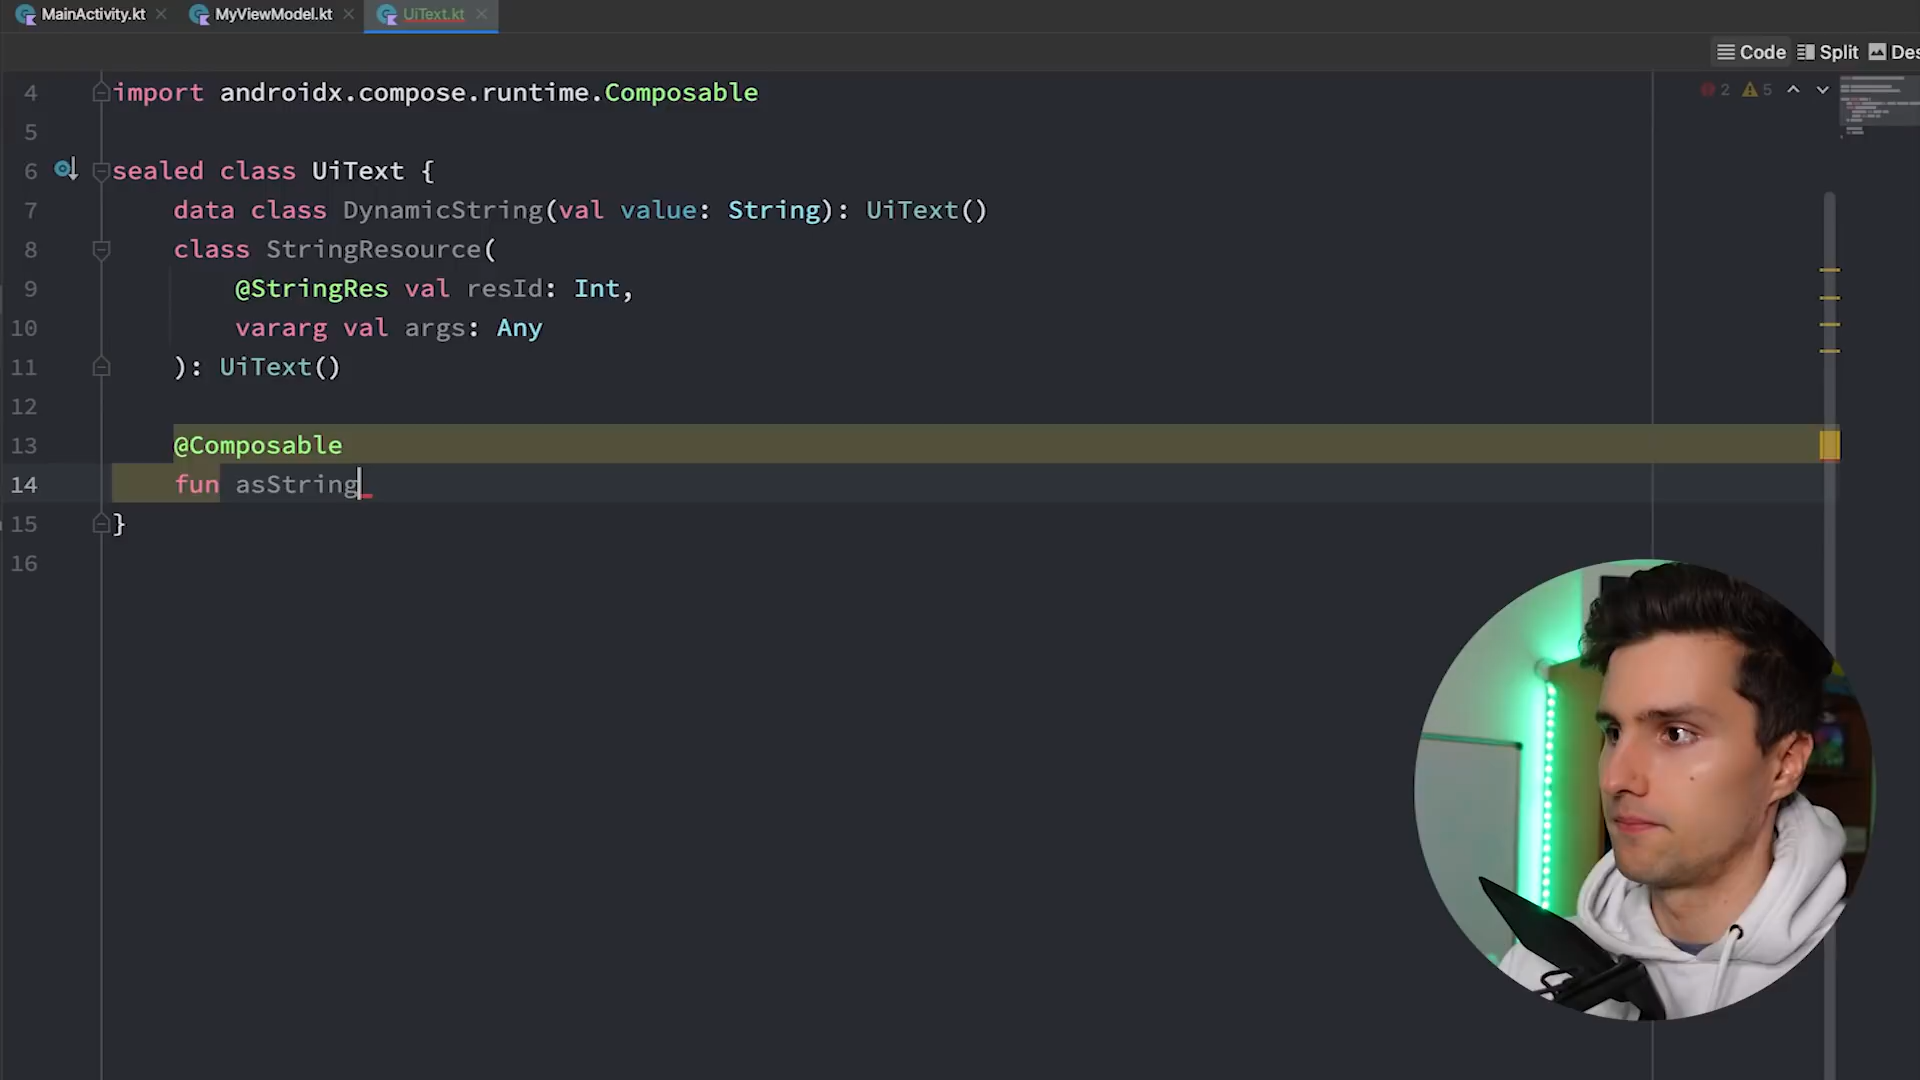 MainActivity.kt
MyViewModel.kt
UiText.kt
Code
Split
Des
2
5
4 import androidx.compose.runtime.Composable
5
6 sealed class UiText {
7 data class DynamicString(val value: String): UiText()
8 class StringResource(
9 @StringRes val resId: Int,
10 vararg val args: Any
11 ): UiText()
12
13 @Composable
14 fun asString
15 }
16